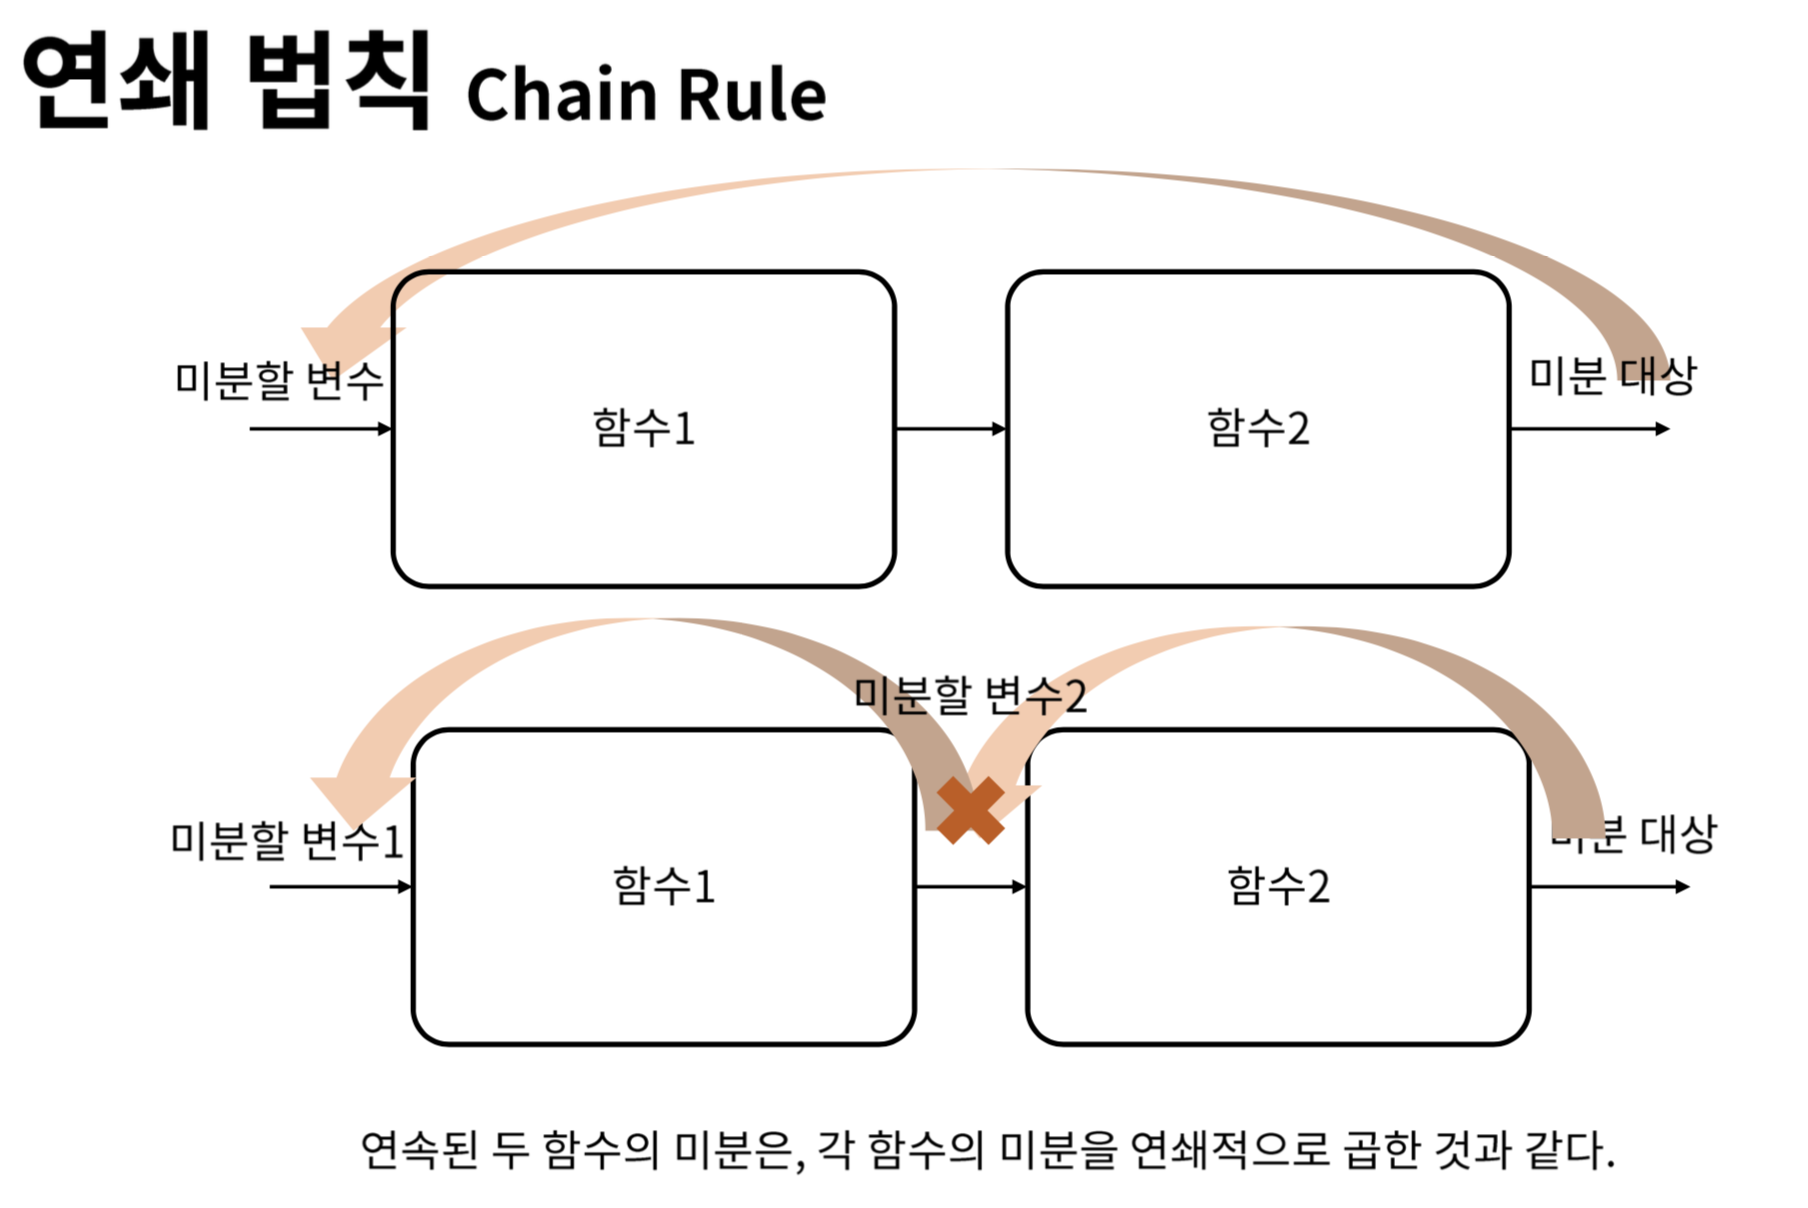 연쇄 법칙 Chain Rule
미분할 변수
미분 대상
함수1
함수2
미분할 변수2
미분할 변수1
미분 대상
함수1
함수2
연속된 두 함수의 미분은, 각 함수의 미분을 연쇄적으로 곱한 것과 같다.